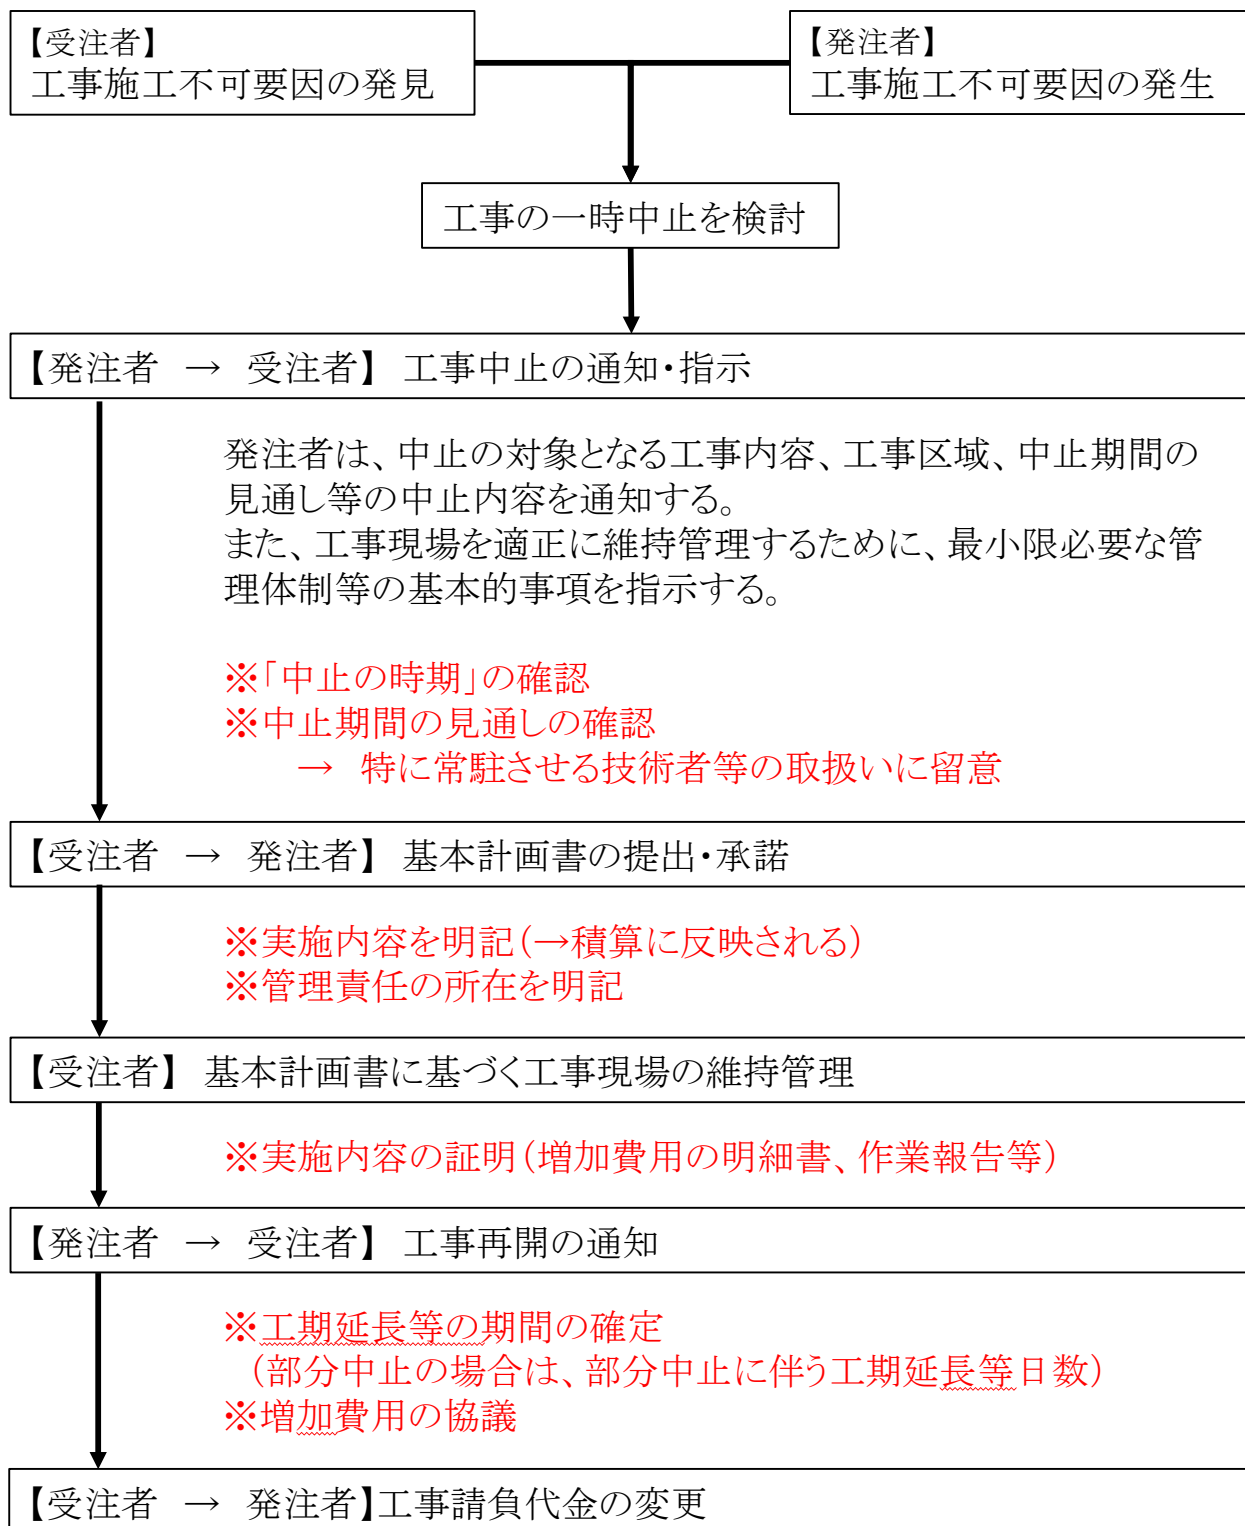 【受注者】
工事施工不可要因の発見
【発注者】
工事施工不可要因の発生
工事の一時中止を検討
【発注者　→　受注者】 工事中止の通知・指示
発注者は、中止の対象となる工事内容、工事区域、中止期間の
見通し等の中止内容を通知する。
また、工事現場を適正に維持管理するために、最小限必要な管
理体制等の基本的事項を指示する。
※「中止の時期」の確認
※中止期間の見通しの確認
→　特に常駐させる技術者等の取扱いに留意
【受注者　→　発注者】 基本計画書の提出・承諾
※実施内容を明記（→積算に反映される）
※管理責任の所在を明記
【受注者】 基本計画書に基づく工事現場の維持管理
※実施内容の証明（増加費用の明細書、作業報告等）
【発注者　→　受注者】 工事再開の通知
※工期延長等の期間の確定
（部分中止の場合は、部分中止に伴う工期延長等日数）
※増加費用の協議
【受注者　→　発注者】工事請負代金の変更